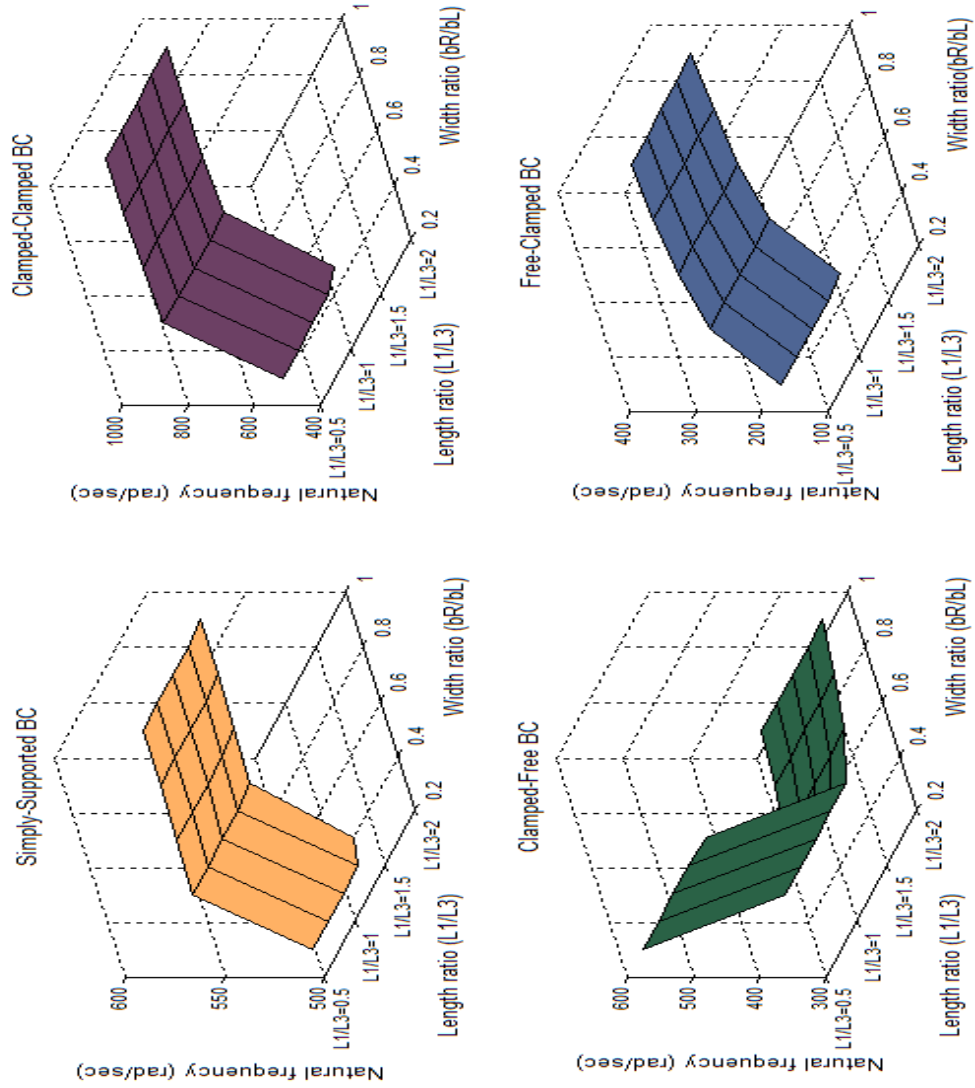 Simply-Supported BC
Natural frequency (rad/sec)
600
550
500
L1/L3=0.5
L1/L3=1
L1/L3=1.5
L1/L3=2
Length ratio (L1/L3)
0.2
0.4
0.6
0.8
1
Width ratio (bR/bL)
Clamped-Clamped BC
Natural frequency (rad/sec)
1000
800
600
400
L1/L3=0.5
L1/L3=1
L1/L3=1.5
L1/L3=2
Length ratio (L1/L3)
0.2
0.4
0.6
0.8
1
Width ratio (bR/bL)
Clamped-Free BC
Natural frequency (rad/sec)
600
500
400
300
L1/L3=0.5
L1/L3=1
L1/L3=1.5
L1/L3=2
Length ratio (L1/L3)
0.2
0.4
0.6
0.8
1
Width ratio (bR/bL)
Free-Clamped BC
Natural frequency (rad/sec)
400
300
200
100
L1/L3=0.5
L1/L3=1
L1/L3=1.5
L1/L3=2
Length ratio (L1/L3)
0.2
0.4
0.6
0.8
1
Width ratio(bR/bL)